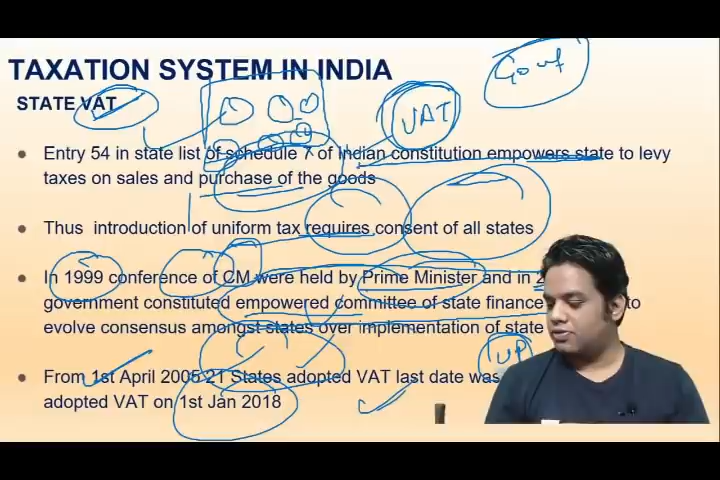 TAXATION SYSTEM IN INDIA
Govt
STATE VAT
VAT
Entry 54 in state list of schedule 7 of Indian constitution empowers state to levy
taxes on sales and purchase of the goods
Thus introduction of uniform tax requires consent of all states
In 1999 conference of CM were held by Prime Minister and in
government constituted empowered committee of state finance to
evolve consensus amongst states over implementation of state
UP
From 1st April 2005 21 States adopted VAT last date was
adopted VAT on 1st Jan 2018